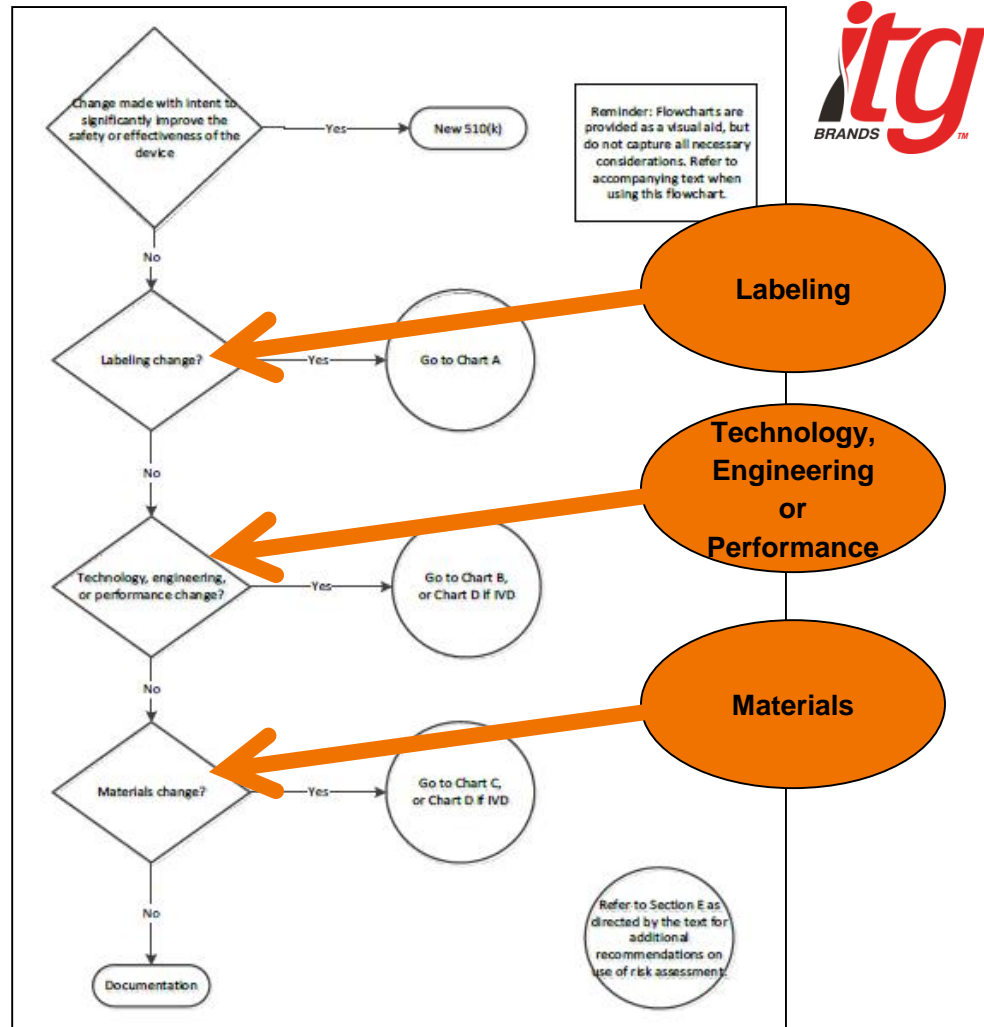 itg
BRANDS
TM
Change made with intent to
significantly improve the
safety or effectiveness of the
device
Yes
New 510(k)
Reminder: Flowcharts are
provided as a visual aid, but
do not capture all necessary
considerations. Refer to
accompanying text when
using this flowchart.
No
Labeling
Labeling change?
Yes
Go to Chart A
No
Technology,
Engineering
or
Performance
Technology, engineering,
or performance change?
Yes
Go to Chart B,
or Chart D if IVD
No
Materials
Materials change?
Yes
Go to Chart C,
or Chart D if IVD
No
Refer to Section E as
directed by the text for
additional
recommendations on
use of risk assessment.
Documentation